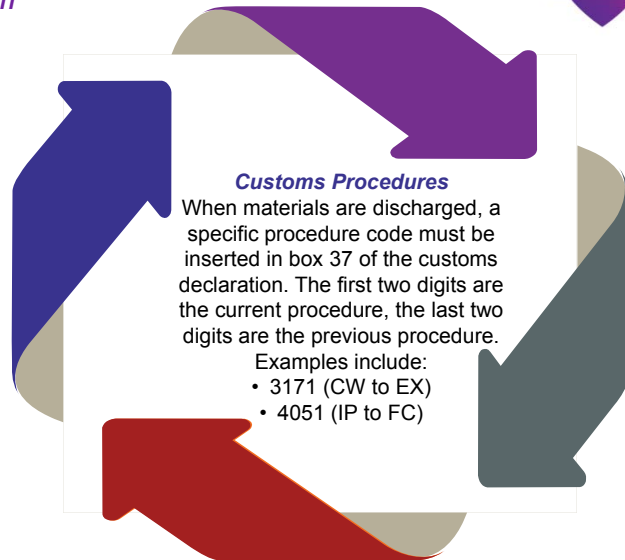 Customs Procedures
When materials are discharged, a
specific procedure code must be
inserted in box 37 of the customs
declaration. The first two digits are
the current procedure, the last two
digits are the previous procedure.
Examples include:
• 3171 (CW to EX)
• 4051 (IP to FC)